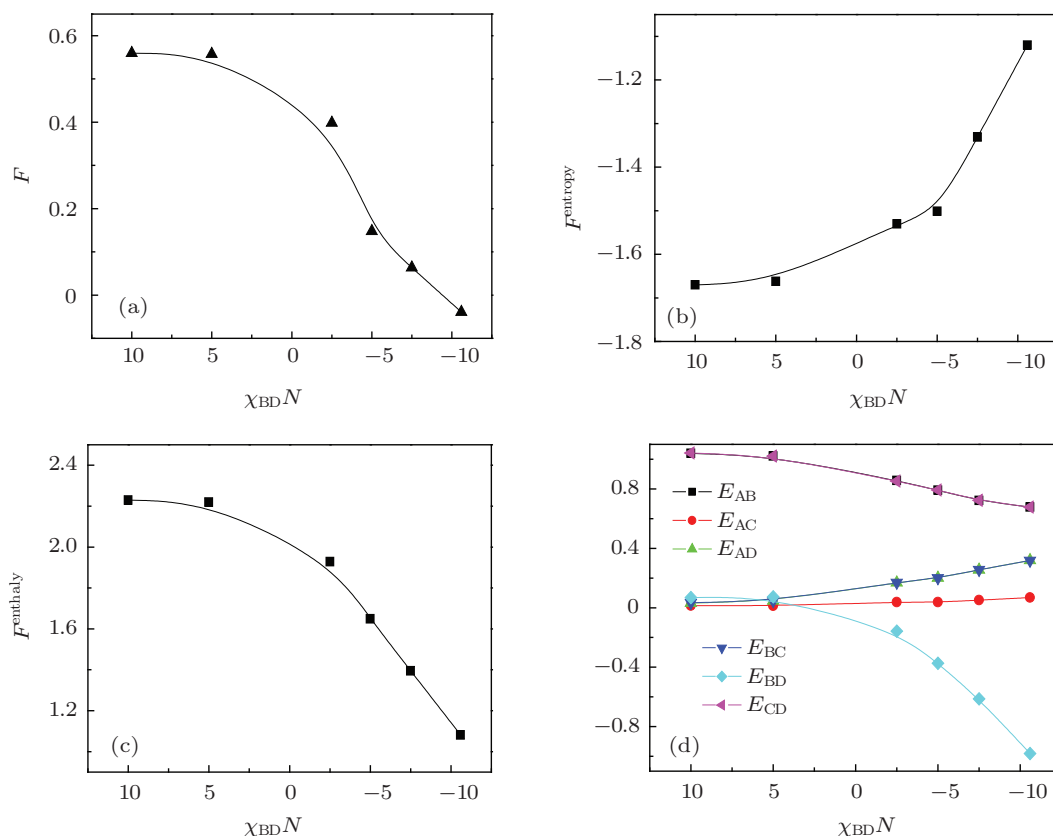 0.6
0.4
0.2
0
F
(a)
10 5 0 −5 −10
χBDN
−1.2
−1.4
−1.6
−1.8
Fentropy
(b)
10 5 0 −5 −10
χBDN
2.4
2.0
1.6
1.2
Fenthaly
(c)
10 5 0 −5 −10
χBDN
0.8
0.4
0
−0.4
−0.8
EAB
EAC
EAD
EBC
EBD
ECD
(d)
10 5 0 −5 −10
χBDN